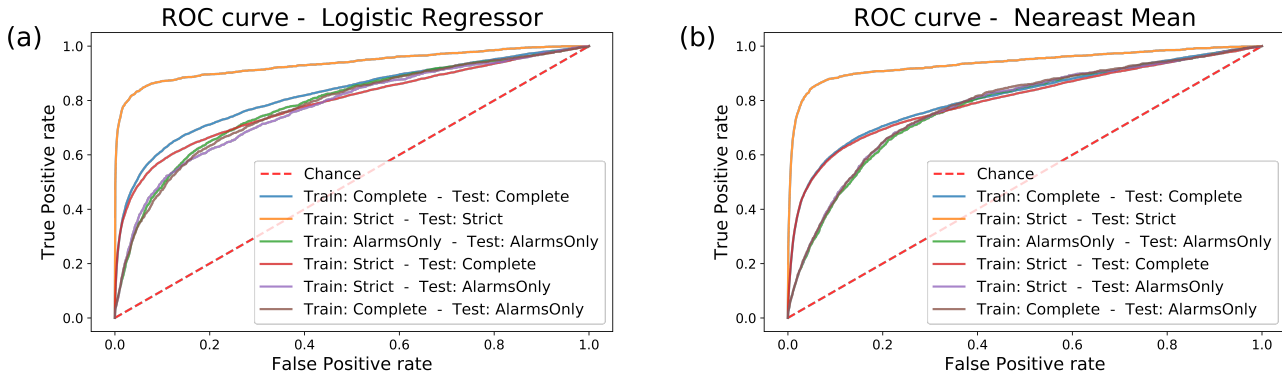 (a)
ROC curve -  Logistic Regressor
True Positive rate
1.0
0.8
0.6
0.4
0.2
0.0
Chance
Train: Complete  -  Test: Complete
Train: Strict  -  Test: Strict
Train: AlarmsOnly  -  Test: AlarmsOnly
Train: Strict  -  Test: Complete
Train: Strict  -  Test: AlarmsOnly
Train: Complete  -  Test: AlarmsOnly
0.0 0.2 0.4 0.6 0.8 1.0
False Positive rate
(b)
ROC curve -  Neareast Mean
True Positive rate
1.0
0.8
0.6
0.4
0.2
0.0
Chance
Train: Complete  -  Test: Complete
Train: Strict  -  Test: Strict
Train: AlarmsOnly  -  Test: AlarmsOnly
Train: Strict  -  Test: Complete
Train: Strict  -  Test: AlarmsOnly
Train: Complete  -  Test: AlarmsOnly
0.0 0.2 0.4 0.6 0.8 1.0
False Positive rate